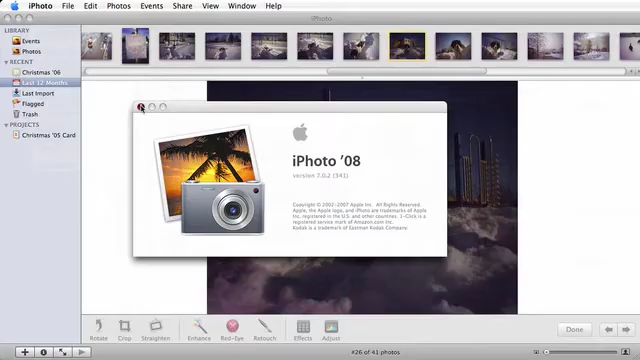 iPhoto File Edit Photos Events Share View Window Help
iPhoto
LIBRARY
Events
Photos
RECENT
Christmas '06
Last 12 Months
Last Import
Flagged
Trash
PROJECTS
Christmas '05 Card
iPhoto '08
version 7.0.2 (341)
Copyright © 2002-2007 Apple Inc. All Rights Reserved.
Apple, the Apple logo, and iPhoto are trademarks of Apple
Inc, registered in the U.S. and other countries. 1-Click is a
registered service mark of Amazon.com Inc.
Kodak is a trademark of Eastman Kodak Company.
Rotate Crop Straighten Enhance Red-Eye Retouch Effects Adjust Done
#26 of 41 photos